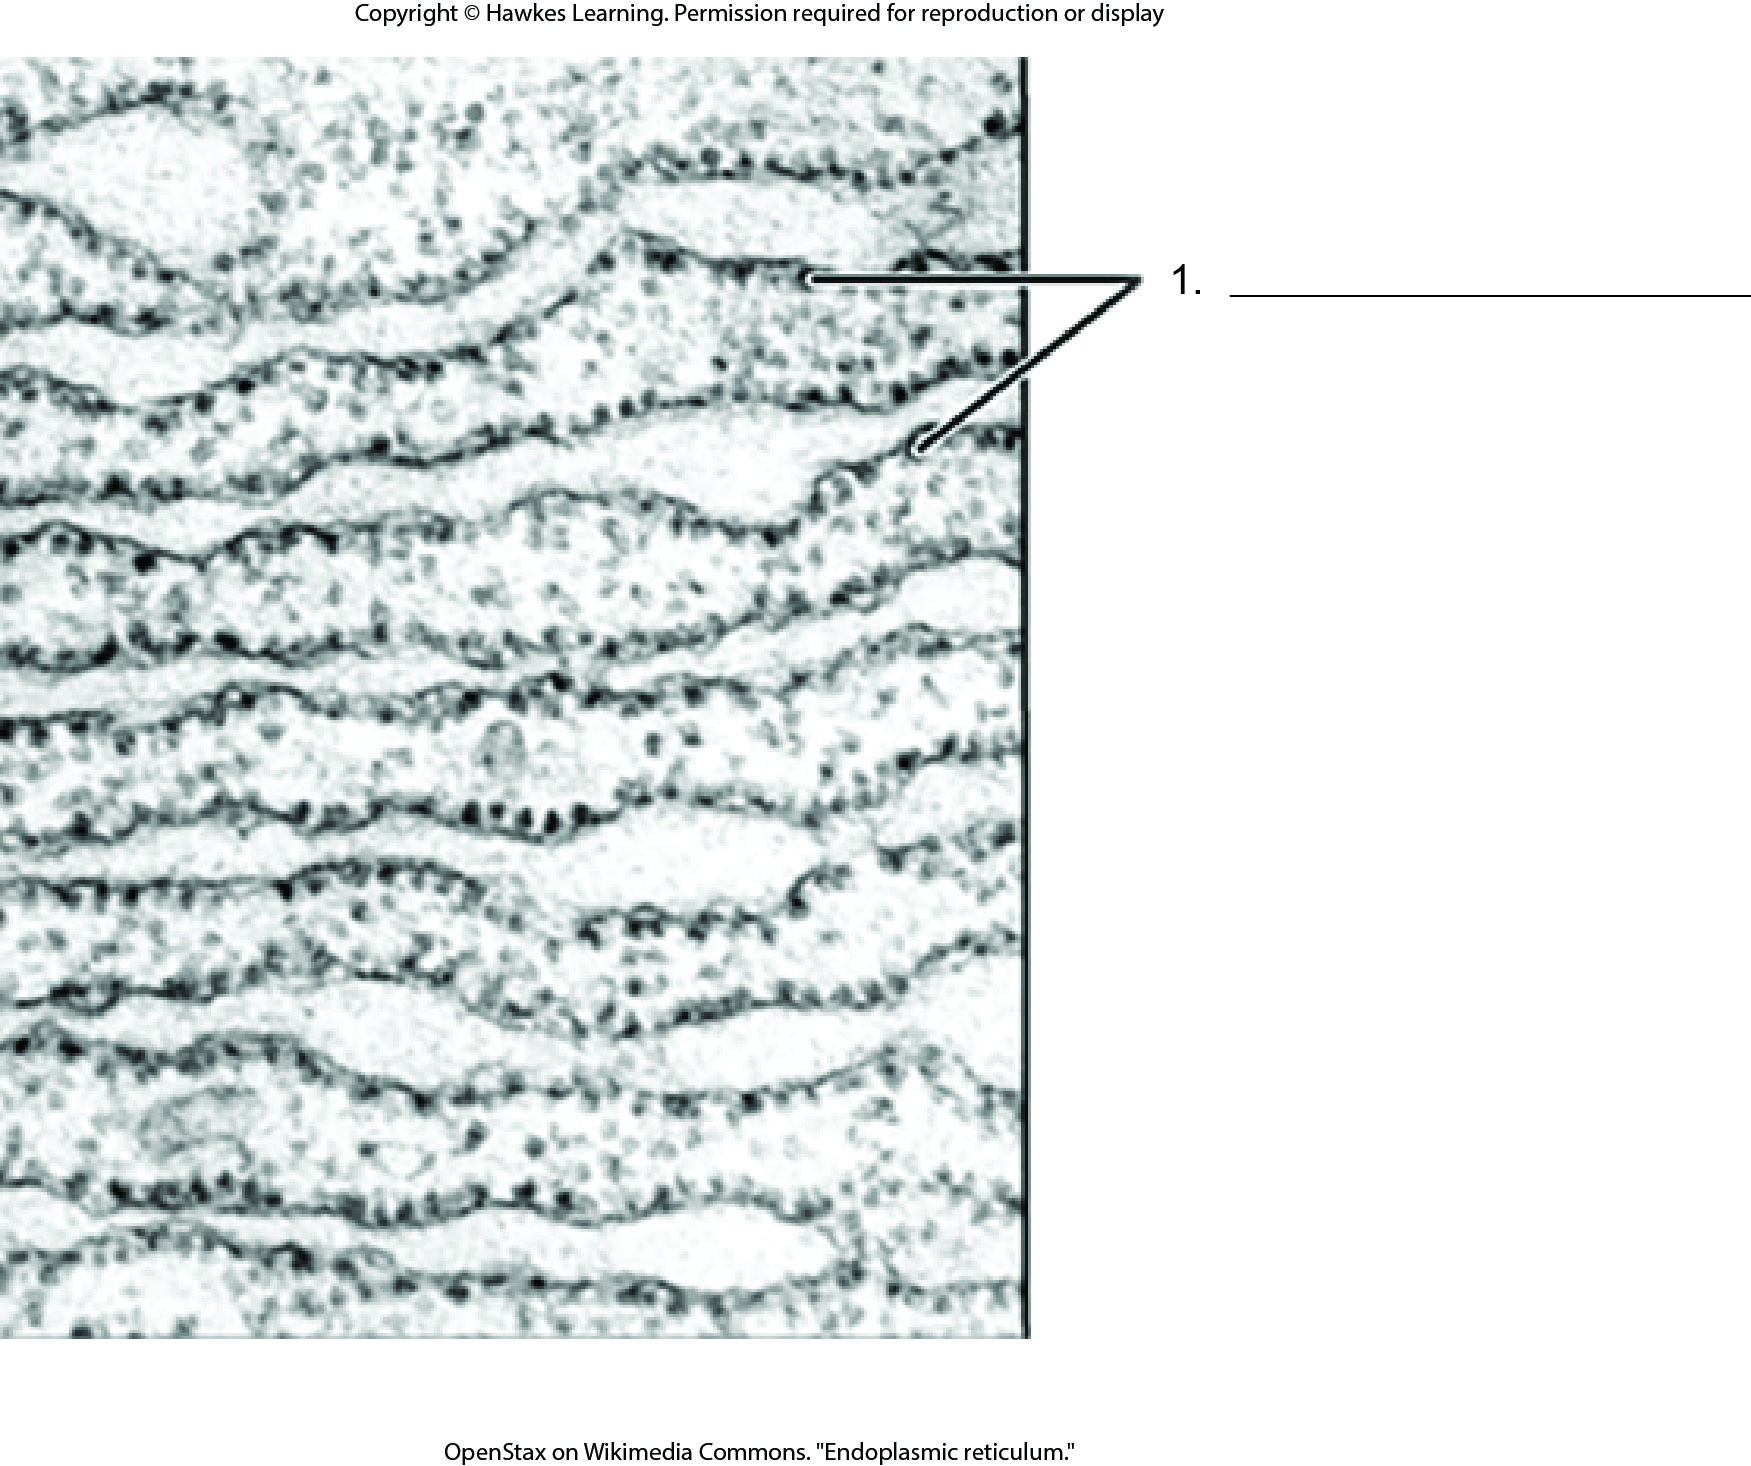 Copyright © Hawkes Learning. Permission required for reproduction or display
1.
OpenStax on Wikimedia Commons. "Endoplasmic reticulum."